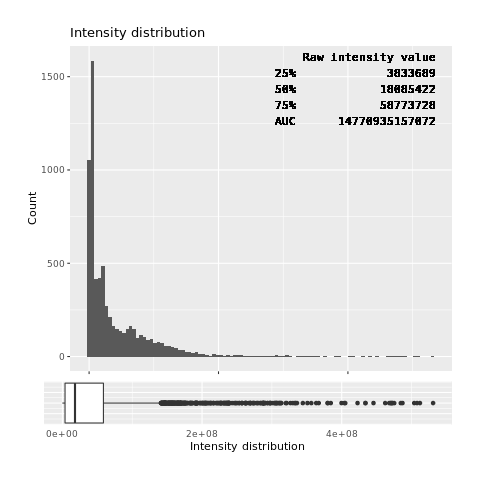 Intensity distribution
Raw intensity value
25% 3833689
50% 18085422
75% 58773728
AUC 14770935157072
1500
1000
500
0
Count
0e+00 2e+08 4e+08
Intensity distribution